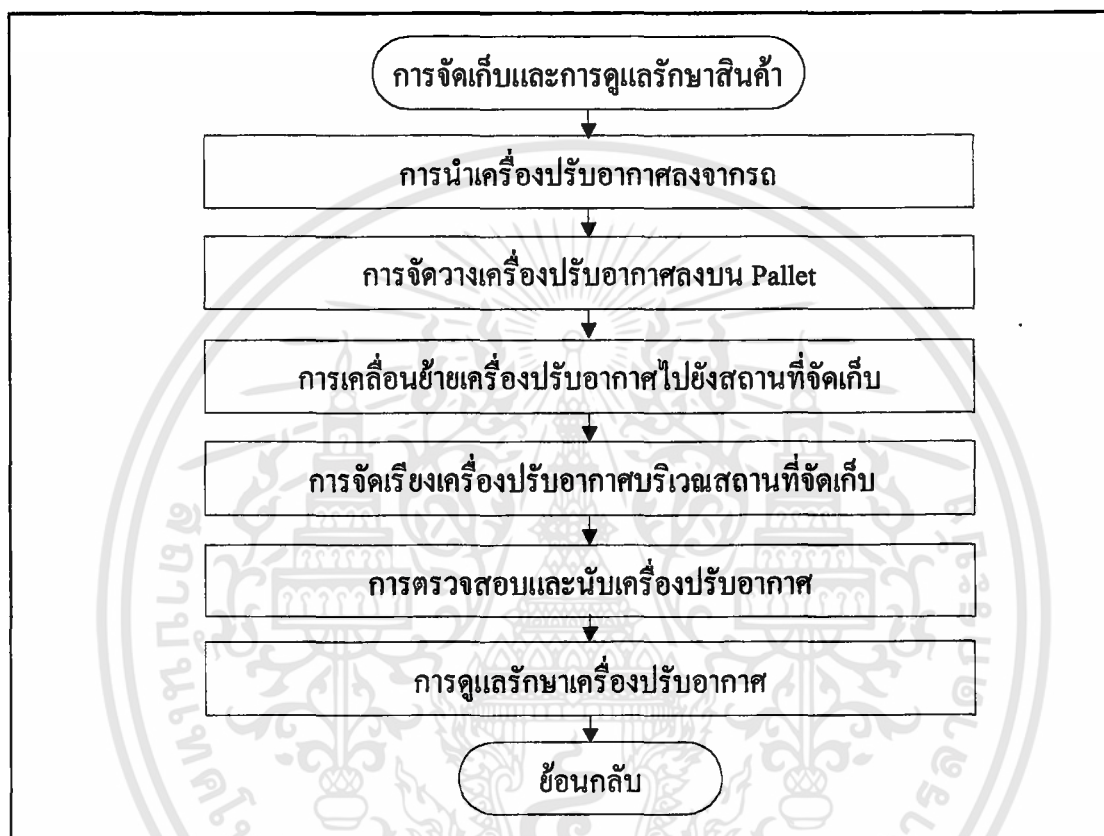 การจัดเก็บและการดูแลรักษาสินค้า
การนำเครื่องปรับอากาศลงจากรถ
การจัดวางเครื่องปรับอากาศลงบน Pallet
การเคลื่อนย้ายเครื่องปรับอากาศไปยังสถานที่จัดเก็บ
การจัดเรียงเครื่องปรับอากาศบริเวณสถานที่จัดเก็บ
การตรวจสอบและนับเครื่องปรับอากาศ
การดูแลรักษาเครื่องปรับอากาศ
ย้อนกลับ